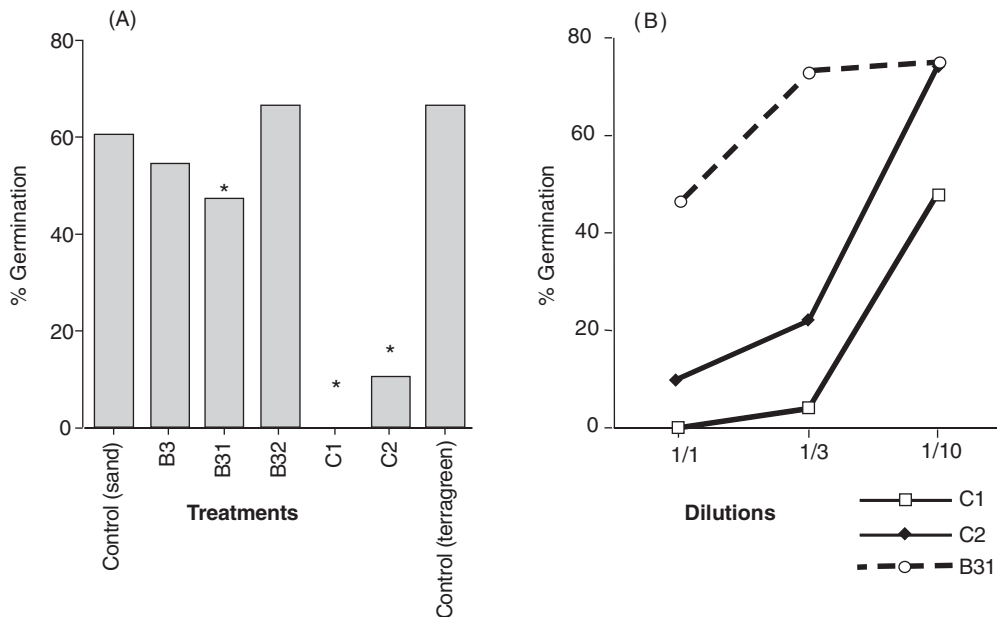 (A)
80
60
40
20
0
% Germination
*
*
*
Control (sand)
B3
B31
B32
C1
C2
Control (terragreen)
Treatments
(B)
80
60
40
20
0
% Germination
1/1
1/3
1/10
Dilutions
C1
C2
B31